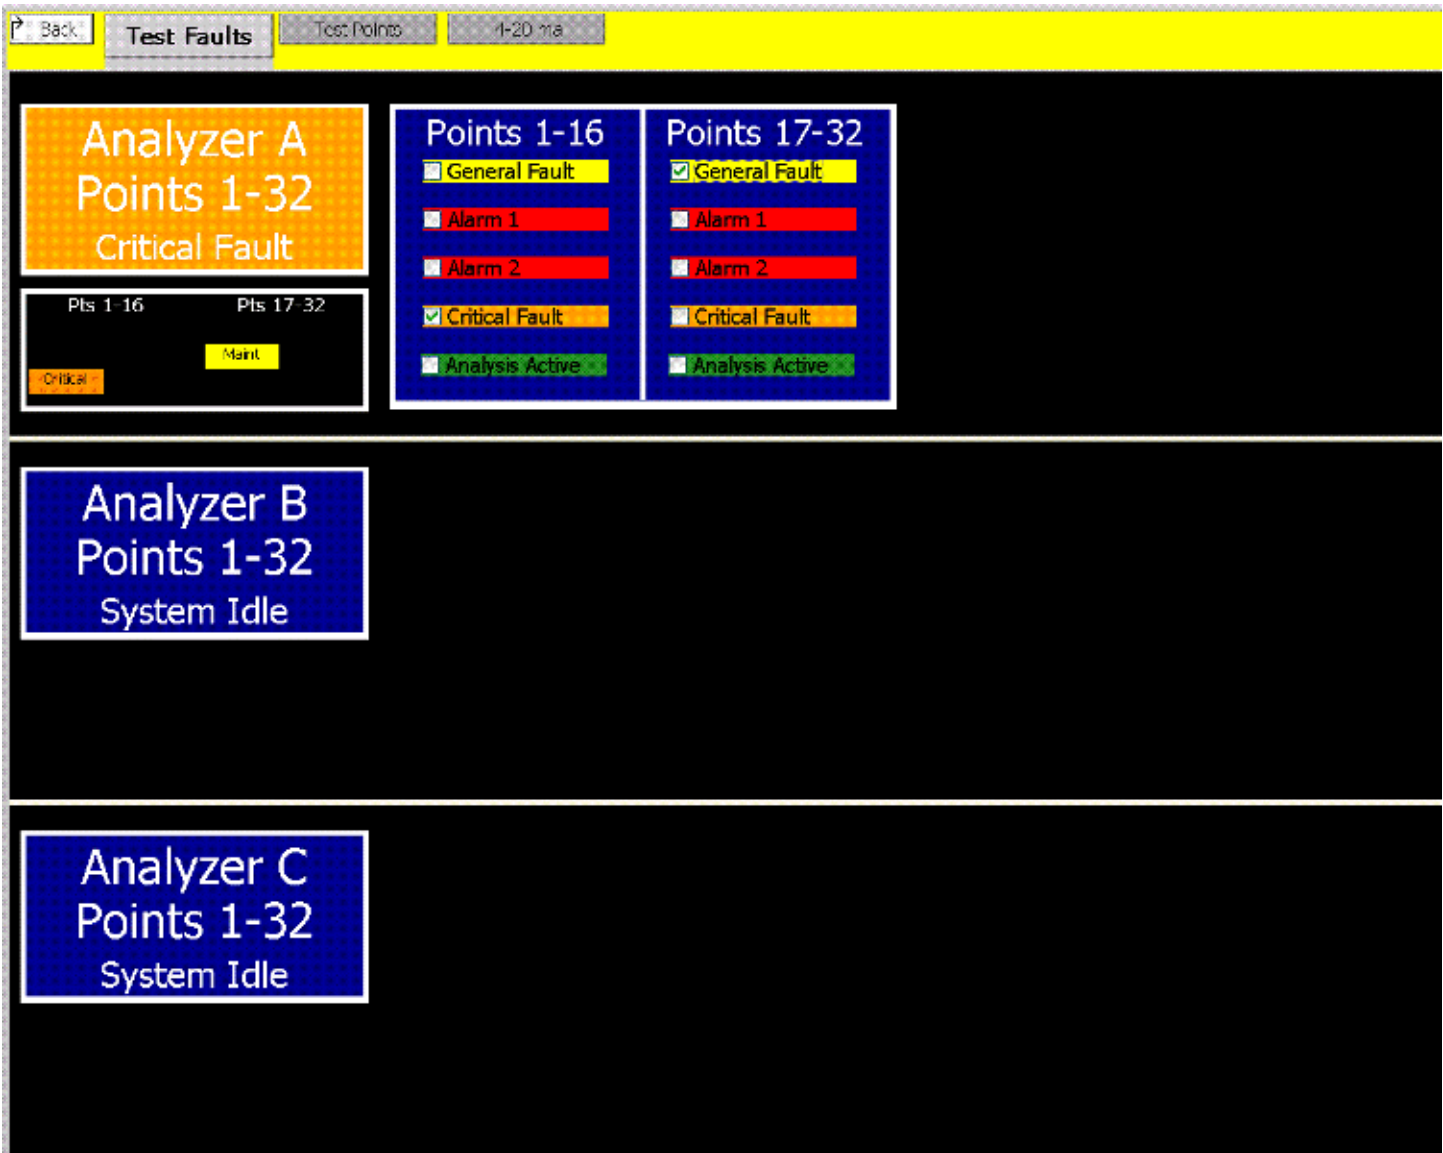 Back
Test Faults
Test Points
4-20 ma
Analyzer A
Points 1-32
Critical Fault
Pts 1-16
Pts 17-32
Maint
Critical
Points 1-16
General Fault
Alarm 1
Alarm 2
Critical Fault
Analysis Active
Points 17-32
General Fault
Alarm 1
Alarm 2
Critical Fault
Analysis Active
Analyzer B
Points 1-32
System Idle
Analyzer C
Points 1-32
System Idle